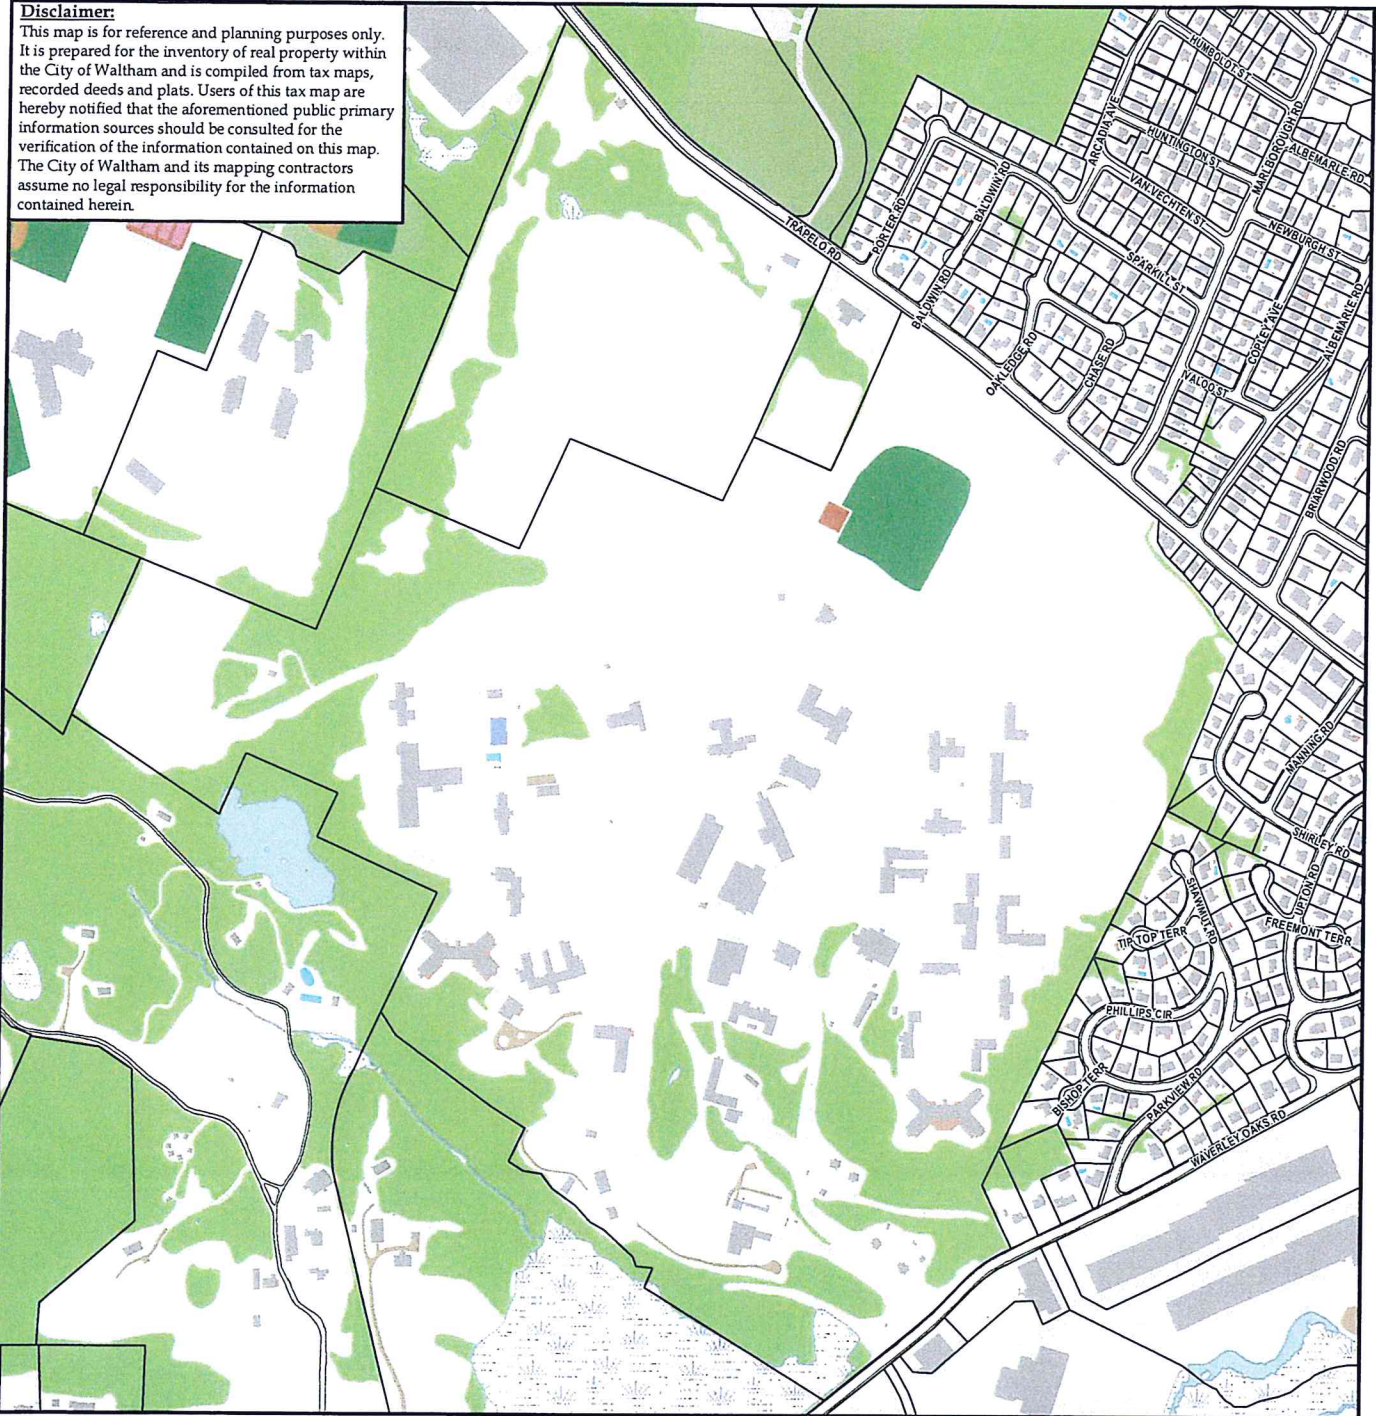 Disclaimer:
This map is for reference and planning purposes only.
It is prepared for the inventory of real property within
the City of Waltham and is compiled from tax maps,
recorded deeds and plats. Users of this tax map are
hereby notified that the aforementioned public primary
information sources should be consulted for the
verification of the information contained on this map.
The City of Waltham and its mapping contractors
assume no legal responsibility for the information
contained herein.
HUMBOLDT ST
ARCADIA AVE
HUNTINGTON ST
MARLBOROUGH RD
ALBEMARLE RD
VAN VECHTEN ST
BALDWIN RD
PORTER RD
TRAPELO RD
NEWBURGH ST
SPARKILL ST
BALDWIN RD
COPLEY AVE
ALBEMARLE RD
OAKLEDGE RD
CHASE RD
IVALOO ST
BRIARWOOD RD
MANNING RD
SHIRLEY RD
UPTON RD
SHAWMUT RD
TIP TOP TERR
FREEMONT TERR
PHILLIPS CIR
BISHOP TERR
PARKVIEW RD
WAVERLEY OAKS RD